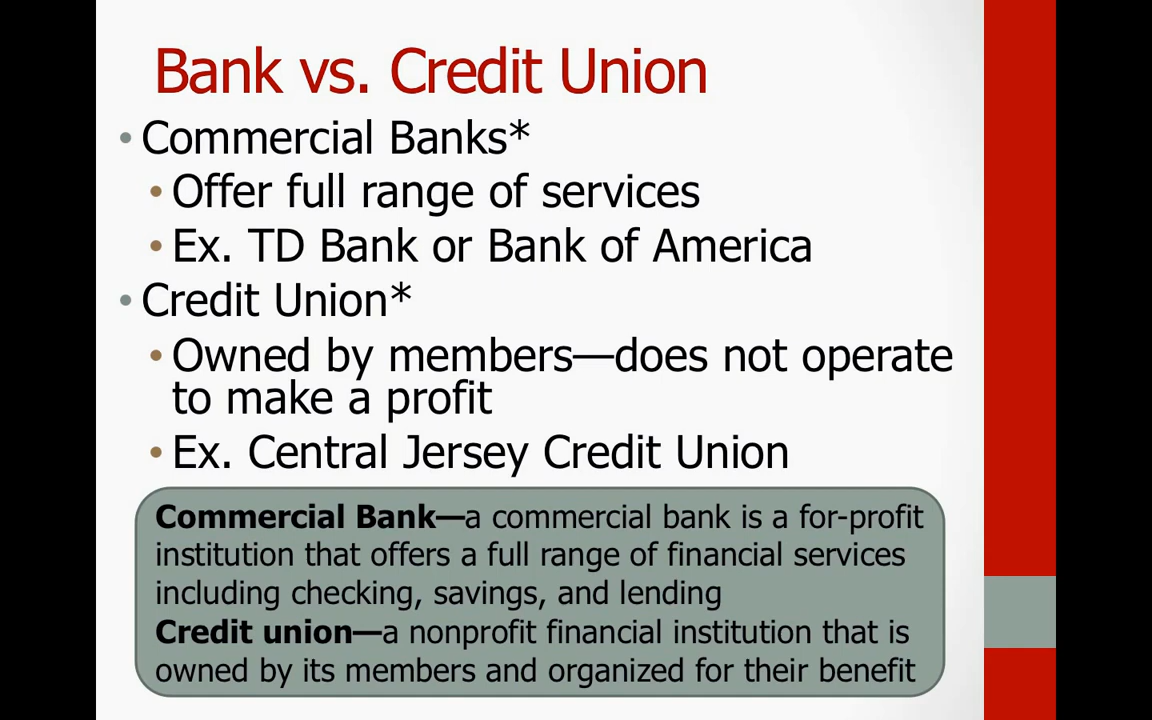 Bank vs. Credit Union
• Commercial Banks*
• Offer full range of services
• Ex. TD Bank or Bank of America
• Credit Union*
• Owned by members—does not operate
to make a profit
• Ex. Central Jersey Credit Union
Commercial Bank—a commercial bank is a for-profit
institution that offers a full range of financial services
including checking, savings, and lending
Credit union—a nonprofit financial institution that is
owned by its members and organized for their benefit